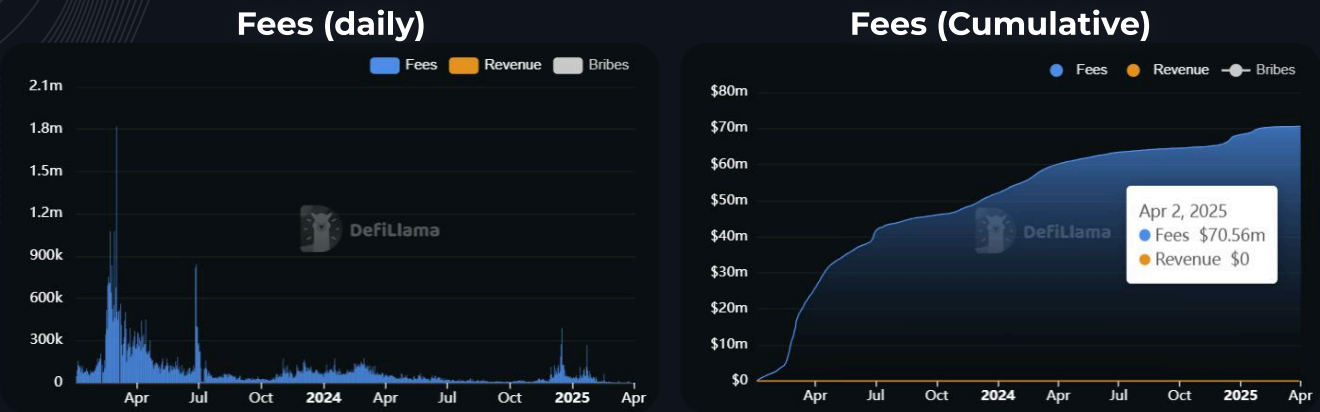 Fees (daily)
Fees Revenue Bribes
2.1m
1.8m
1.5m
1.2m
900k
600k
300k
0
Apr Jul Oct 2024 Apr Jul Oct 2025 Apr
DefiLlama
Fees (Cumulative)
Fees Revenue Bribes
$80m
$70m
$60m
$50m
$40m
$30m
$20m
$10m
$0
Apr Jul Oct 2024 Apr Jul Oct 2025 Apr
DefiLlama
Apr 2, 2025
Fees $70.56m
Revenue $0